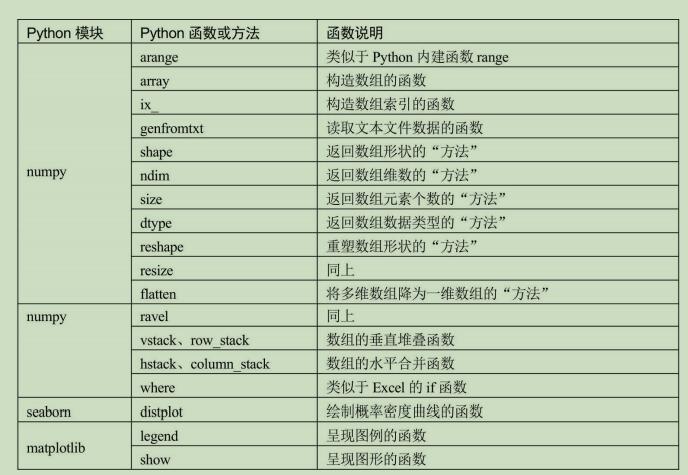 Python 模块 Python 函数或方法 函数说明
numpy arange 类似于 Python 内建函数 range
array 构造数组的函数
ix_ 构造数组索引的函数
genfromtxt 读取文本文件数据的函数
shape 返回数组形状的“方法”
ndim 返回数组维数的“方法”
size 返回数组元素个数的“方法”
dtype 返回数组数据类型的“方法”
reshape 重塑数组形状的“方法”
resize 同上
flatten 将多维数组降为一维数组的“方法”
numpy ravel 同上
vstack、row_stack 数组的垂直堆叠函数
hstack、column_stack 数组的水平合并函数
where 类似于 Excel 的 if 函数
seaborn distplot 绘制概率密度曲线的函数
matplotlib legend 呈现图例的函数
show 呈现图形的函数